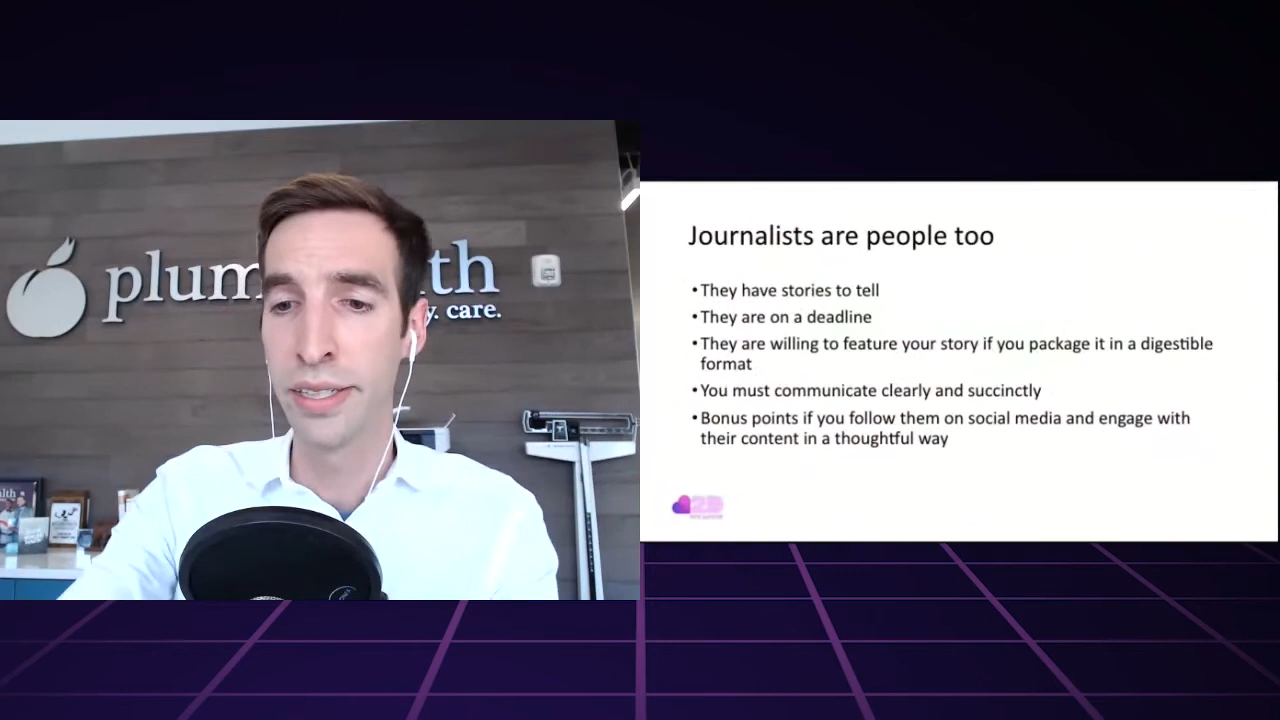 plum
th
y. care.
Journalists are people too
•They have stories to tell
•They are on a deadline
•They are willing to feature your story if you package it in a digestible
format
•You must communicate clearly and succinctly
•Bonus points if you follow them on social media and engage with
their content in a thoughtful way